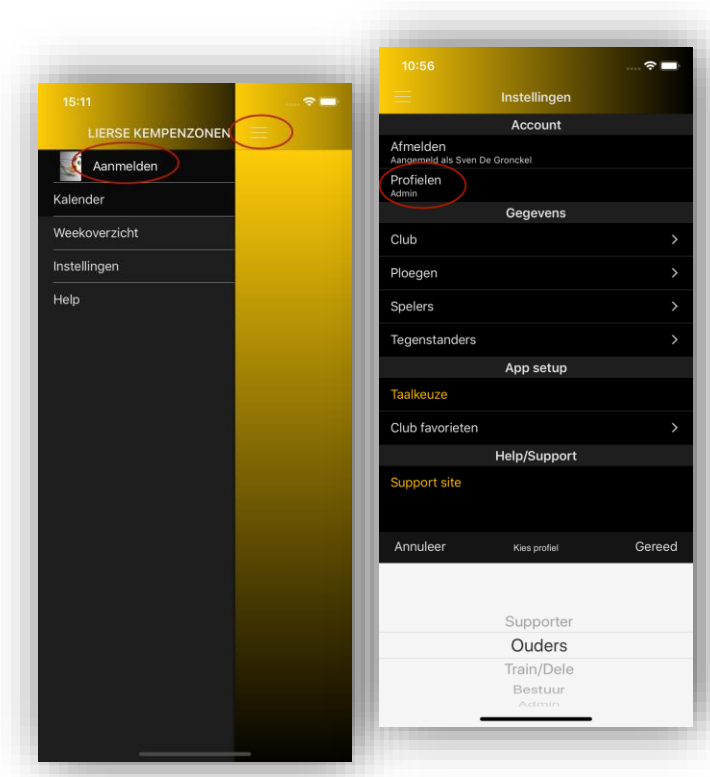 15:11
LIERSE KEMPENZONEN
Aanmelden
Kalender
Weekoverzicht
Instellingen
Help
10:56
Instellingen
Account
Afmelden
Aangemeld als Sven De Gronckel
Profielen
Admin
Gegevens
Club
Ploegen
Spelers
Tegenstanders
App setup
Taalkeuze
Club favorieten
Help/Support
Support site
Annuleer Kies profiel Gereed
Supporter
Ouders
Train/Dele
Bestuur
Admin